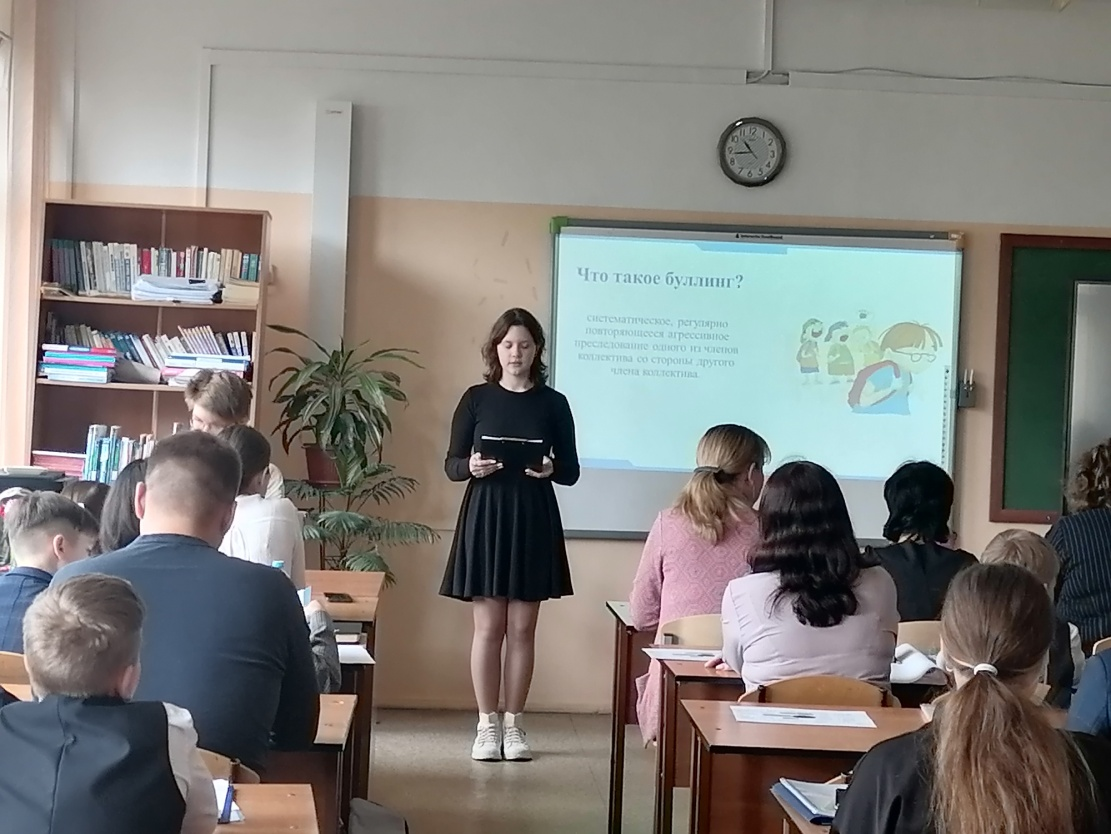 Что такое буллинг?
систематическое, регулярно
повторяющееся агрессивное
преследование одного из членов
коллектива со стороны другого
члена коллектива.